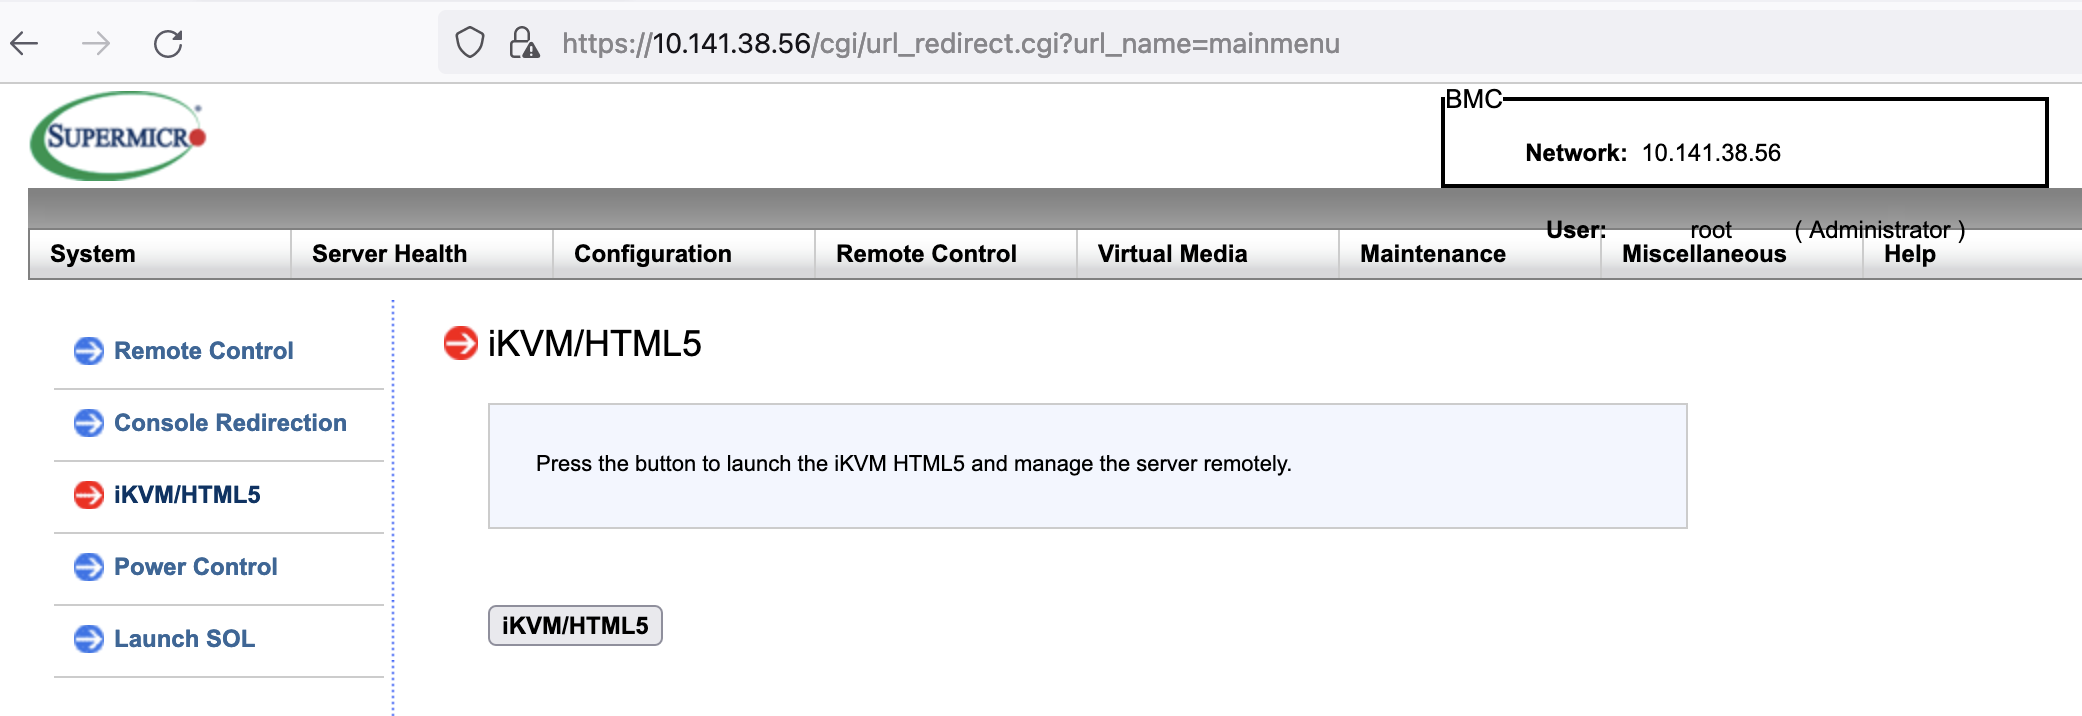 https://10.141.38.56/cgi/url_redirect.cgi?url_name=mainmenu
SUPERMICRO
BMC
Network: 10.141.38.56
User: root ( Administrator )
System Server Health Configuration Remote Control Virtual Media Maintenance Miscellaneous Help
Remote Control
Console Redirection
iKVM/HTML5
Power Control
Launch SOL
iKVM/HTML5
Press the button to launch the iKVM HTML5 and manage the server remotely.
iKVM/HTML5